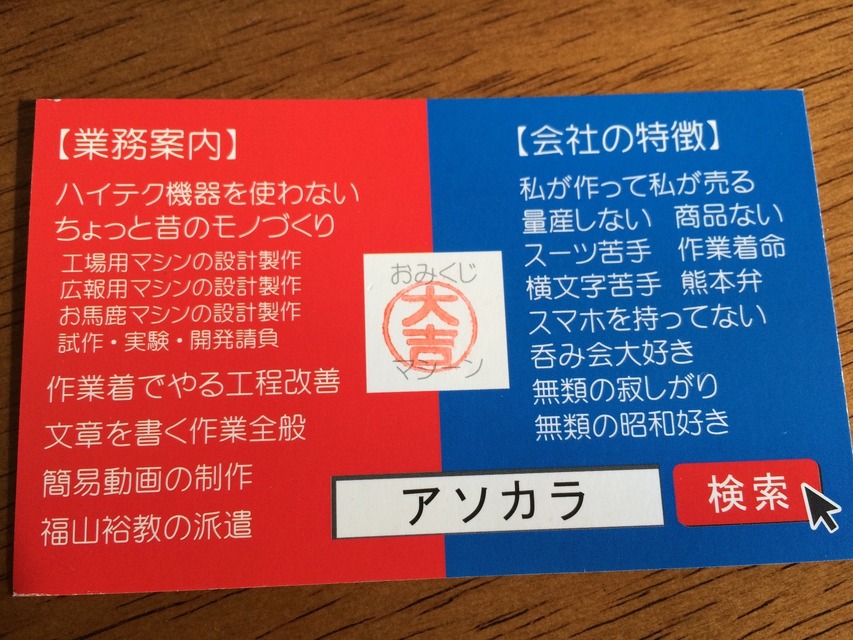 【業務案内】
ハイテク機器を使わない
ちょっと昔のモノづくり
工場用マシンの設計製作
広報用マシンの設計製作
お馬鹿マシンの設計製作
試作・実験・開発請負
作業着でやる工程改善
文章を書く作業全般
簡易動画の制作
福山裕教の派遣
おみくじ
大吉
マシーン
【会社の特徴】
私が作って私が売る
量産しない 商品ない
スーツ苦手 作業着命
横文字苦手 熊本弁
スマホを持ってない
呑み会大好き
無類の寂しがり
無類の昭和好き
アソカラ 検索